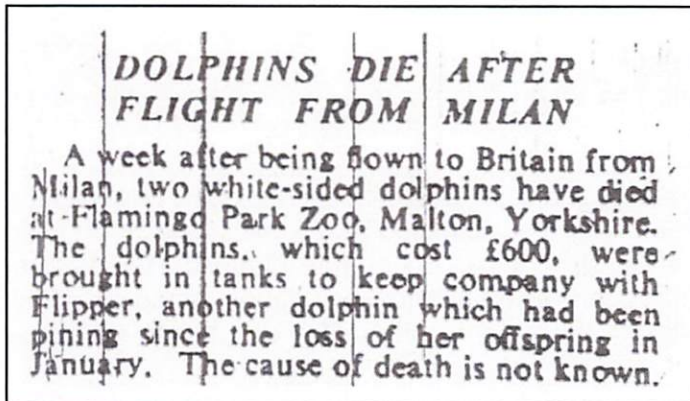 DOLPHINS DIE AFTER
FLIGHT FROM MILAN
A week after being flown to Britain from
Milan, two white-sided dolphins have died
at Flamingo Park Zoo, Malton, Yorkshire.
The dolphins, which cost £600, were
brought in tanks to keep company with
Flipper, another dolphin which had been
pining since the loss of her offspring in
January. The cause of death is not known.